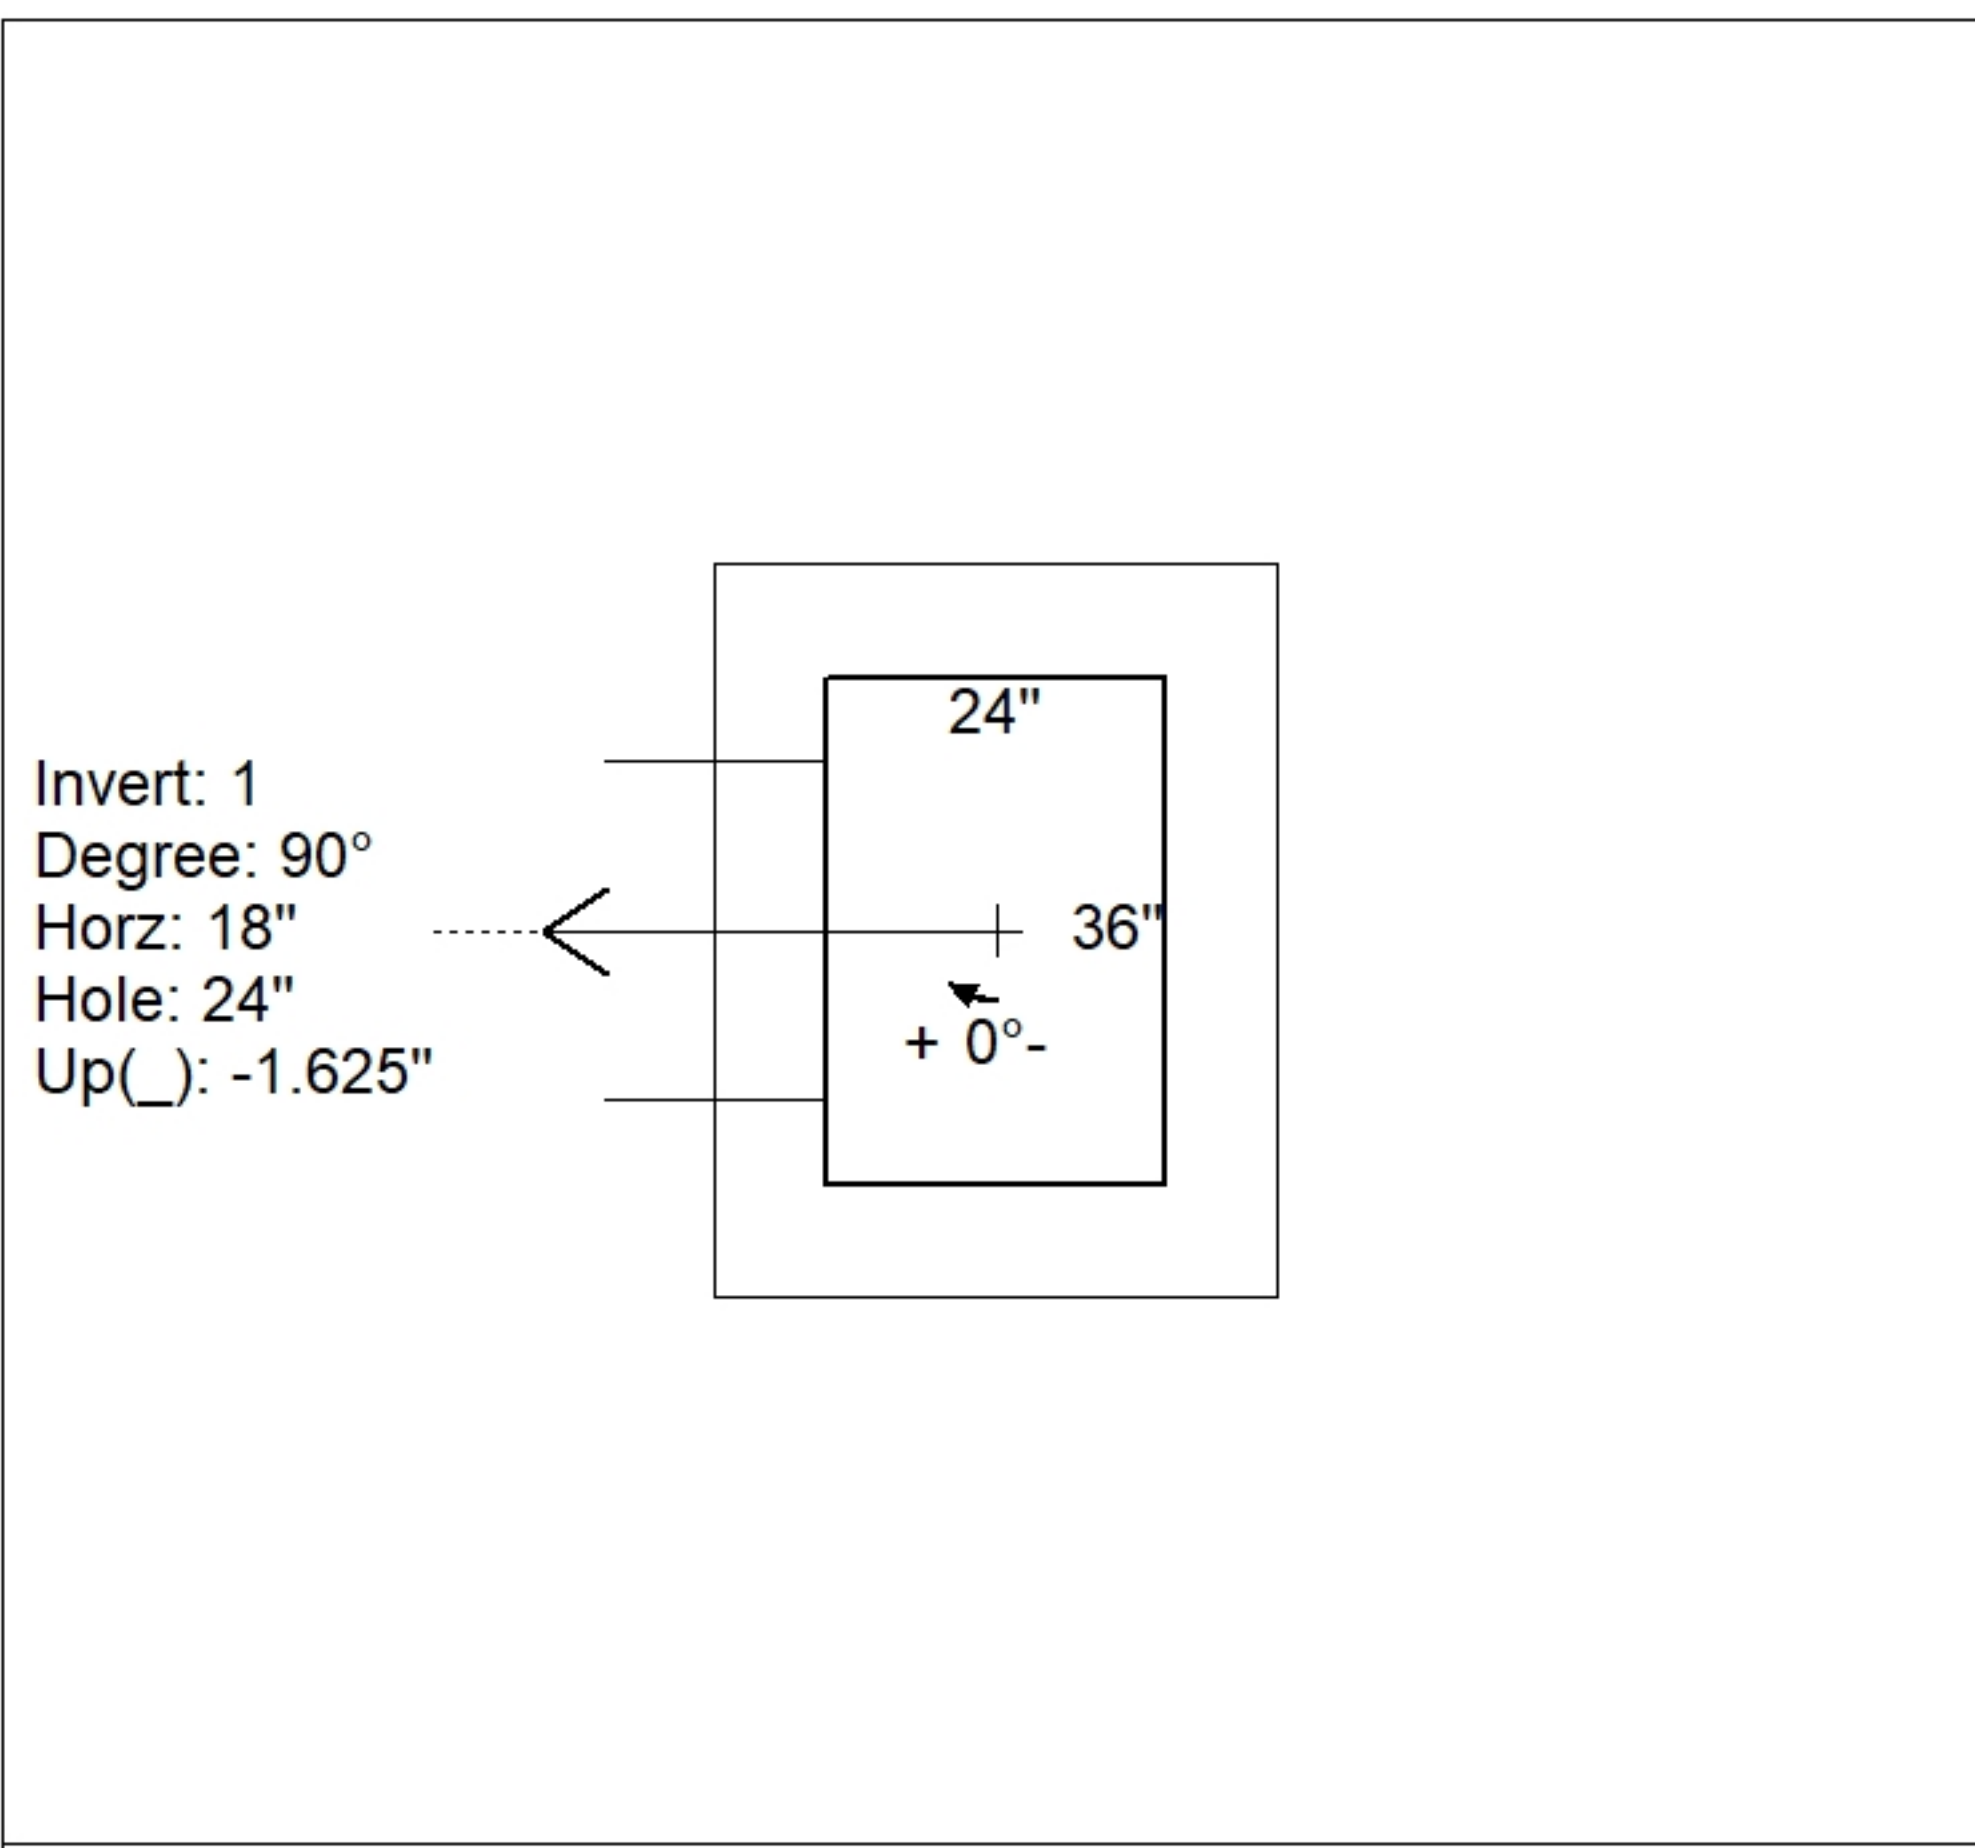 24"
Invert: 1
Degree: 90°
Horz: 18"
36"
Hole: 24"
+ 0°-
Up(_): -1.625"